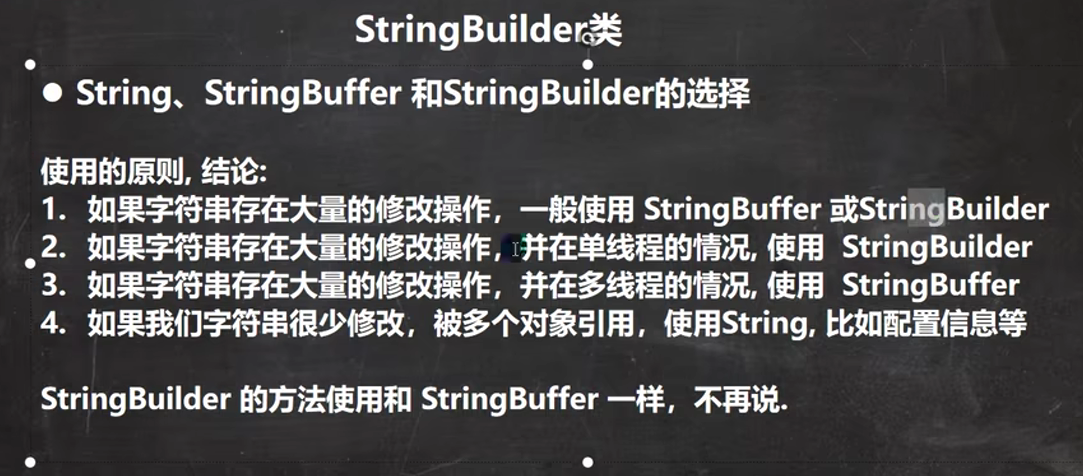 StringBuilder类
● String、StringBuffer 和StringBuilder的选择
使用的原则, 结论:
1. 如果字符串存在大量的修改操作，一般使用 StringBuffer 或StringBuilder
2. 如果字符串存在大量的修改操作，并在单线程的情况, 使用 StringBuilder
3. 如果字符串存在大量的修改操作，并在多线程的情况, 使用 StringBuffer
4. 如果我们字符串很少修改，被多个对象引用，使用String, 比如配置信息等
StringBuilder 的方法使用和 StringBuffer 一样，不再说.